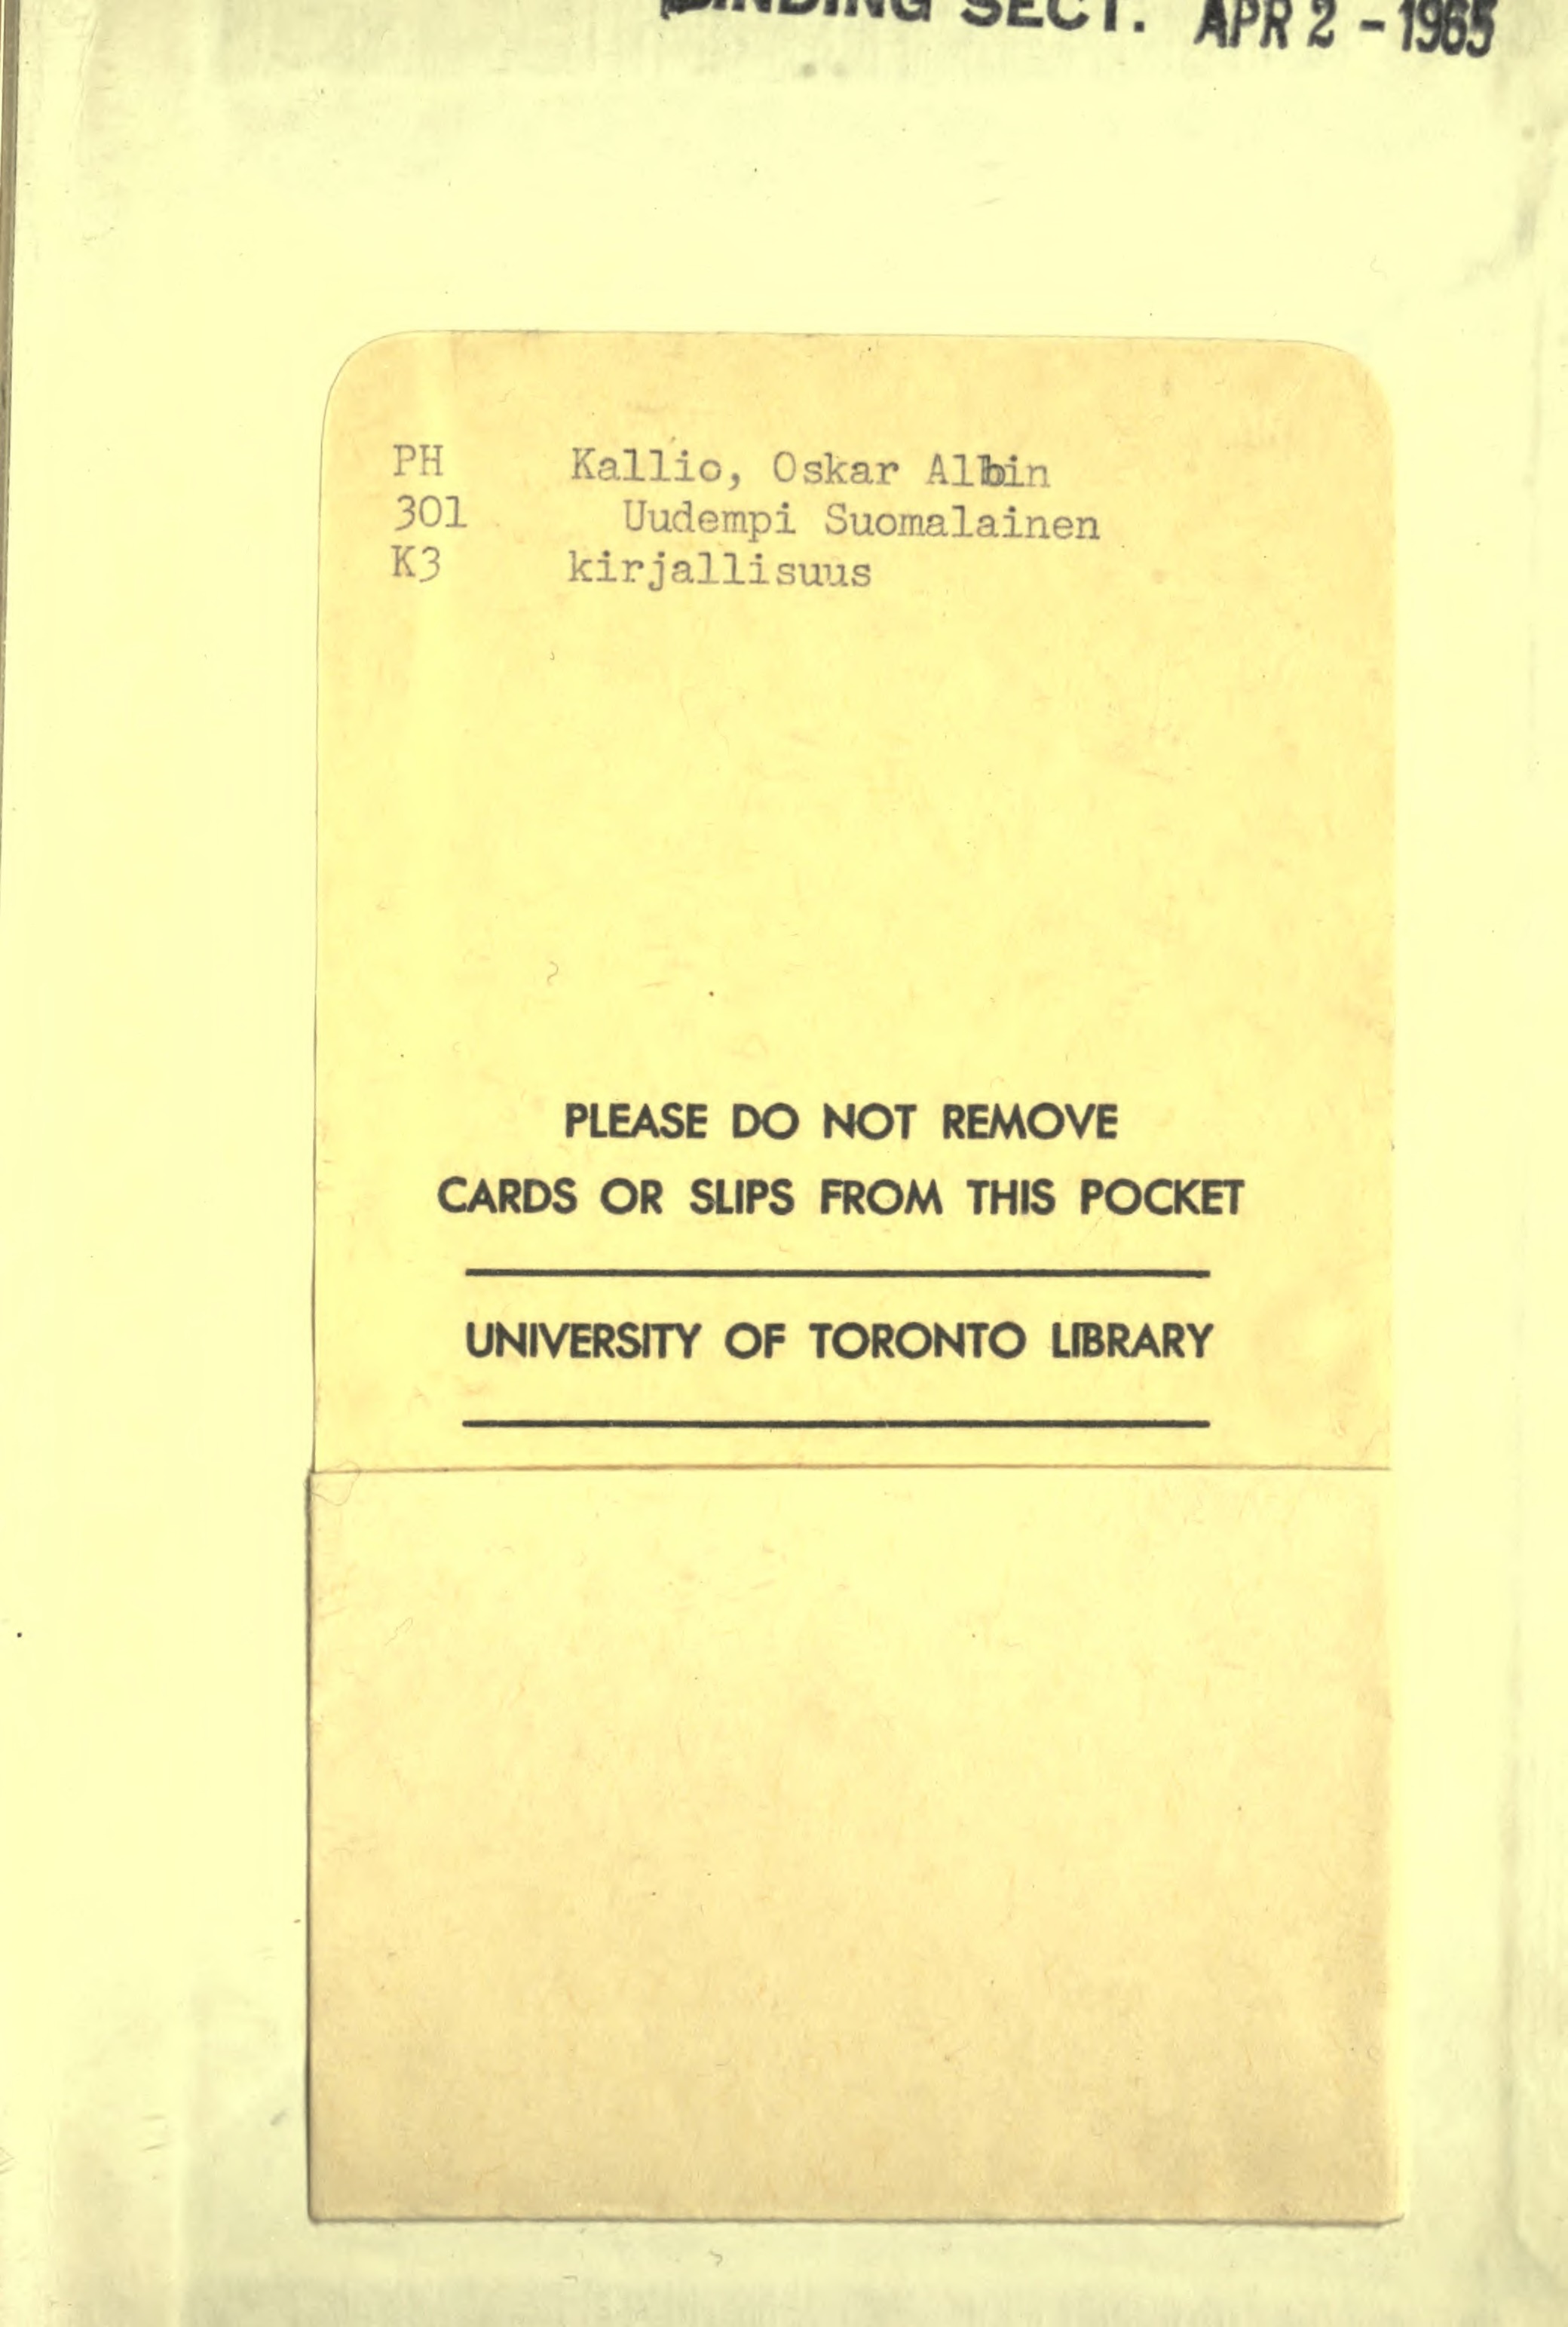 BINDING SECT. APR 2 - 1965
PH Kallio, Oskar Albin
301 Uudempi Suomalainen
K3 kirjallisuus
PLEASE DO NOT REMOVE
CARDS OR SLIPS FROM THIS POCKET
UNIVERSITY OF TORONTO LIBRARY